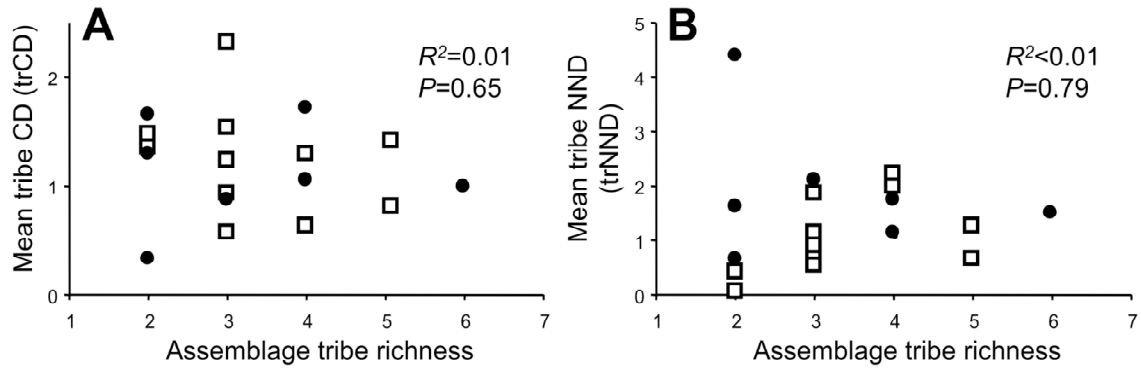 A
R²=0.01
P=0.65
Mean tribe CD (trCD)
2
1
0
1 2 3 4 5 6 7
Assemblage tribe richness
B
R²<0.01
P=0.79
Mean tribe NND
(trNND)
5
4
3
2
1
0
1 2 3 4 5 6 7
Assemblage tribe richness